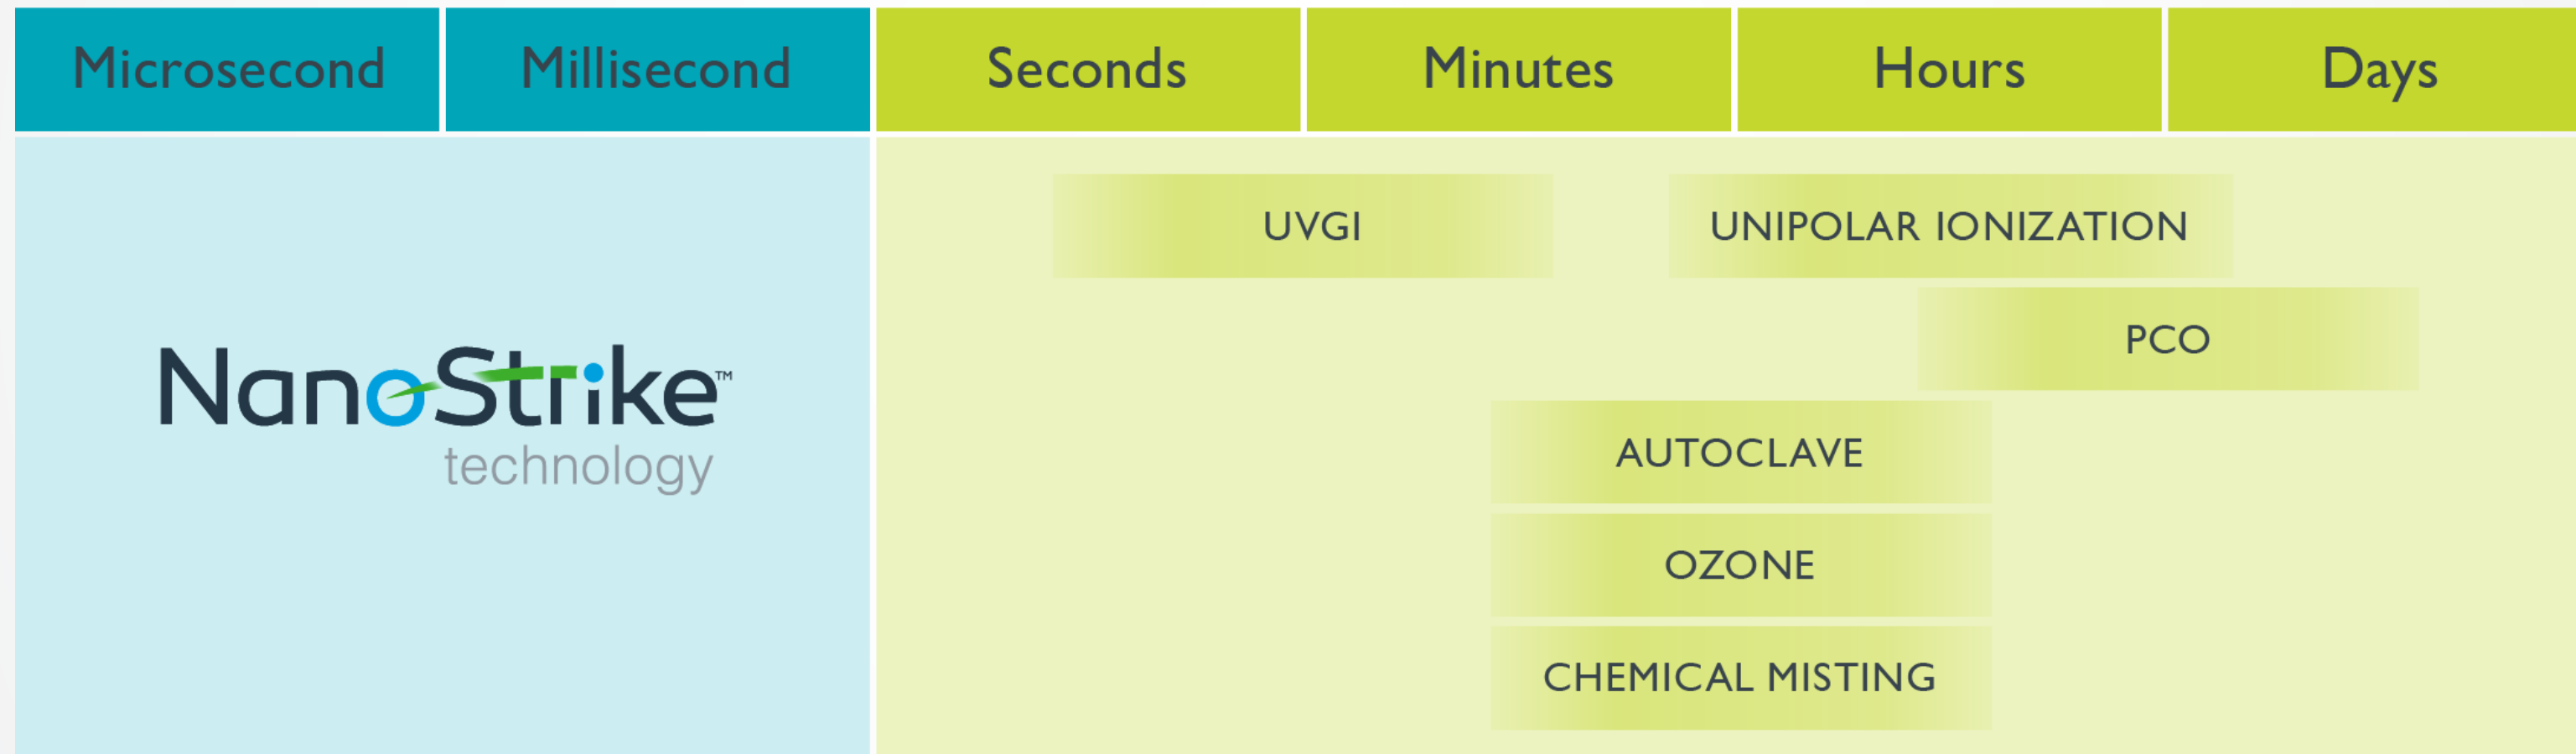 Microsecond Millisecond Seconds Minutes Hours Days
UVGI UNIPOLAR IONIZATION
PCO
NanoStrike™
technology
AUTOCLAVE
OZONE
CHEMICAL MISTING